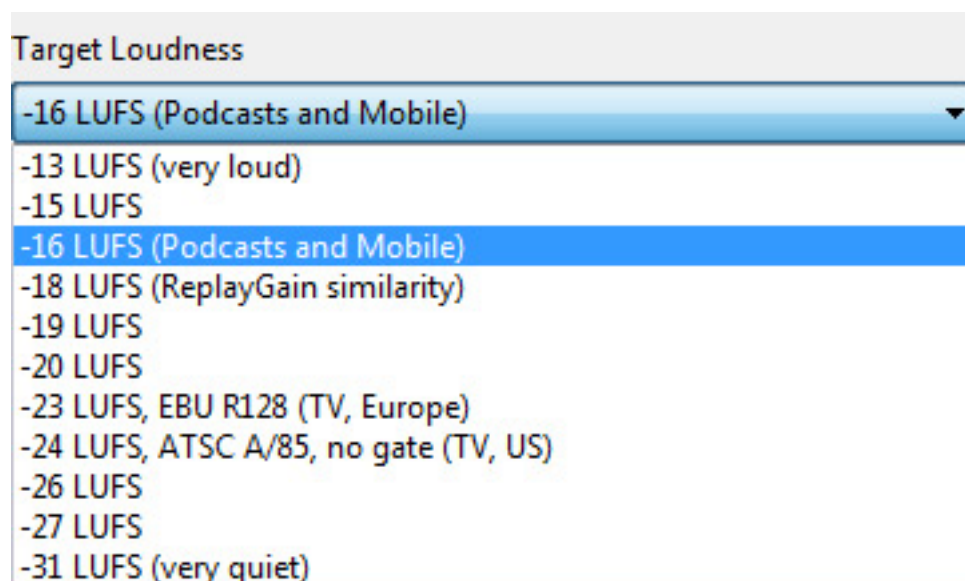 Target Loudness
-16 LUFS (Podcasts and Mobile)
-13 LUFS (very loud)
-15 LUFS
-16 LUFS (Podcasts and Mobile)
-18 LUFS (ReplayGain similarity)
-19 LUFS
-20 LUFS
-23 LUFS, EBU R128 (TV, Europe)
-24 LUFS, ATSC A/85, no gate (TV, US)
-26 LUFS
-27 LUFS
-31 LUFS (very quiet)